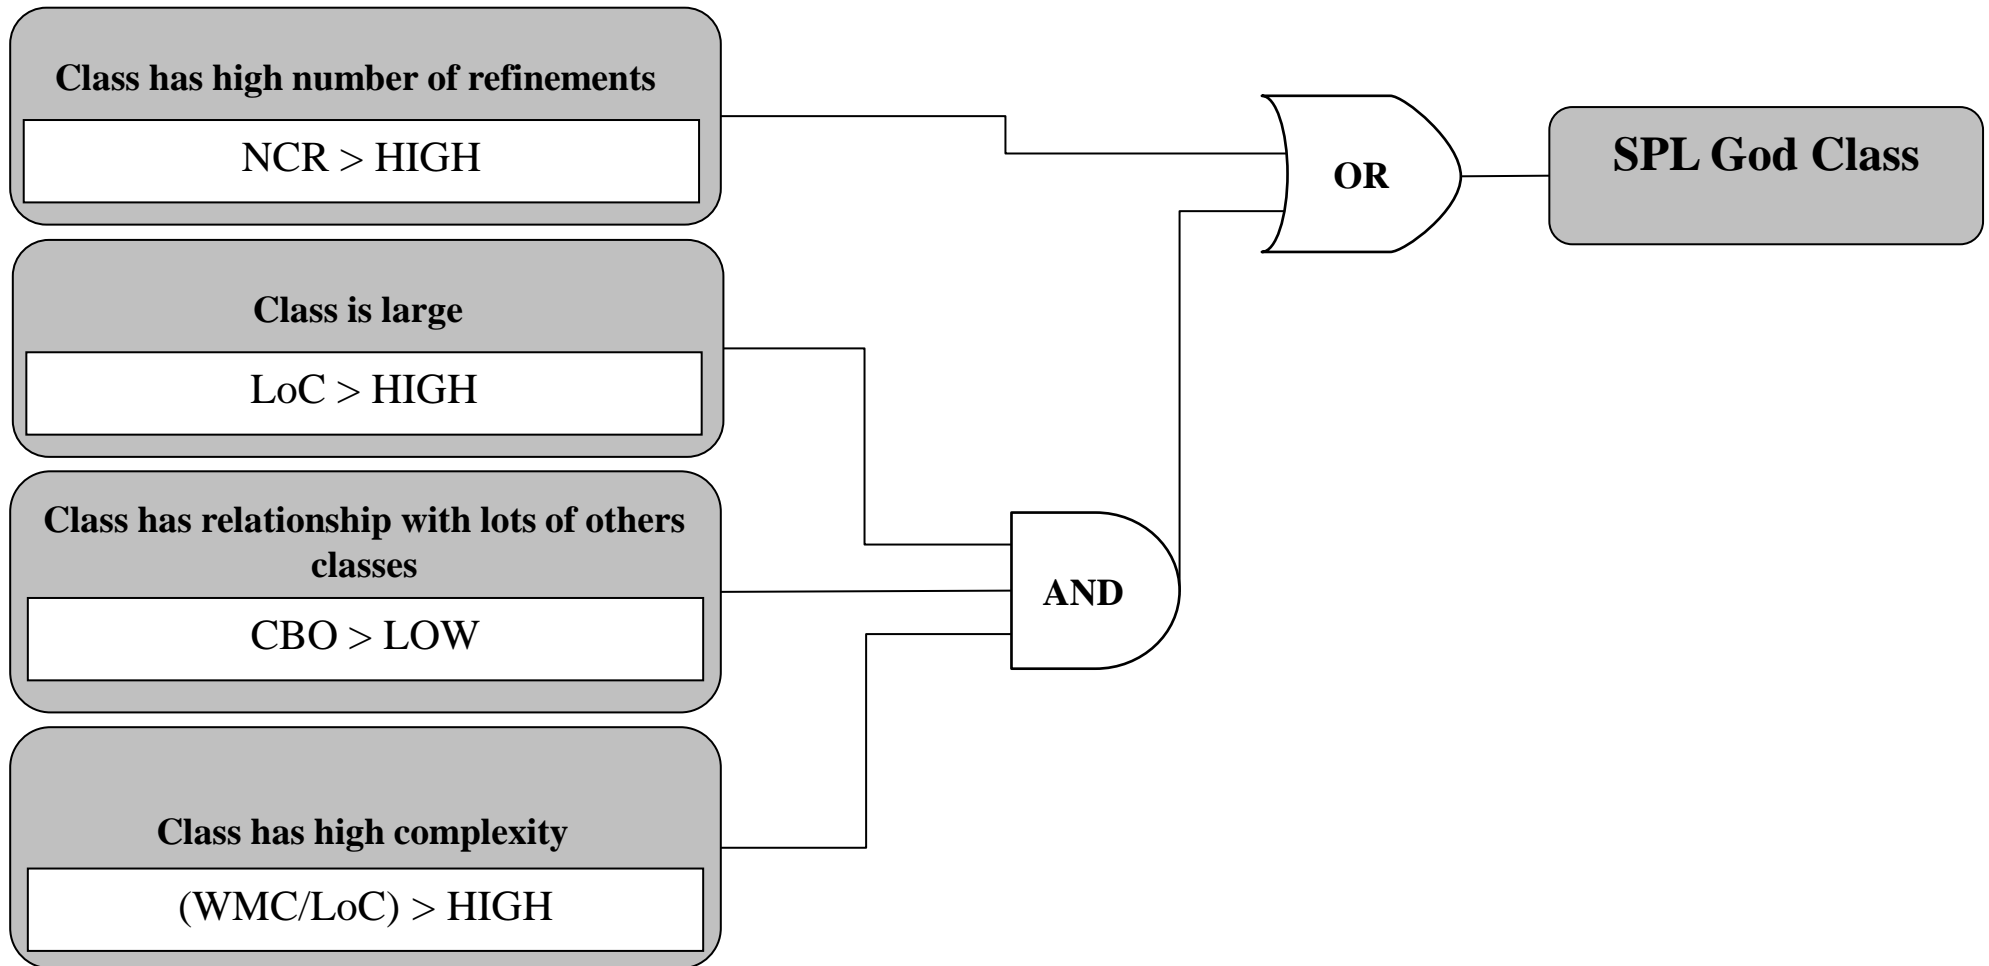 Class has high number of refinements
NCR > HIGH
Class is large
LoC > HIGH
Class has relationship with lots of others
classes
CBO > LOW
Class has high complexity
(WMC/LoC) > HIGH
AND
OR
SPL God Class